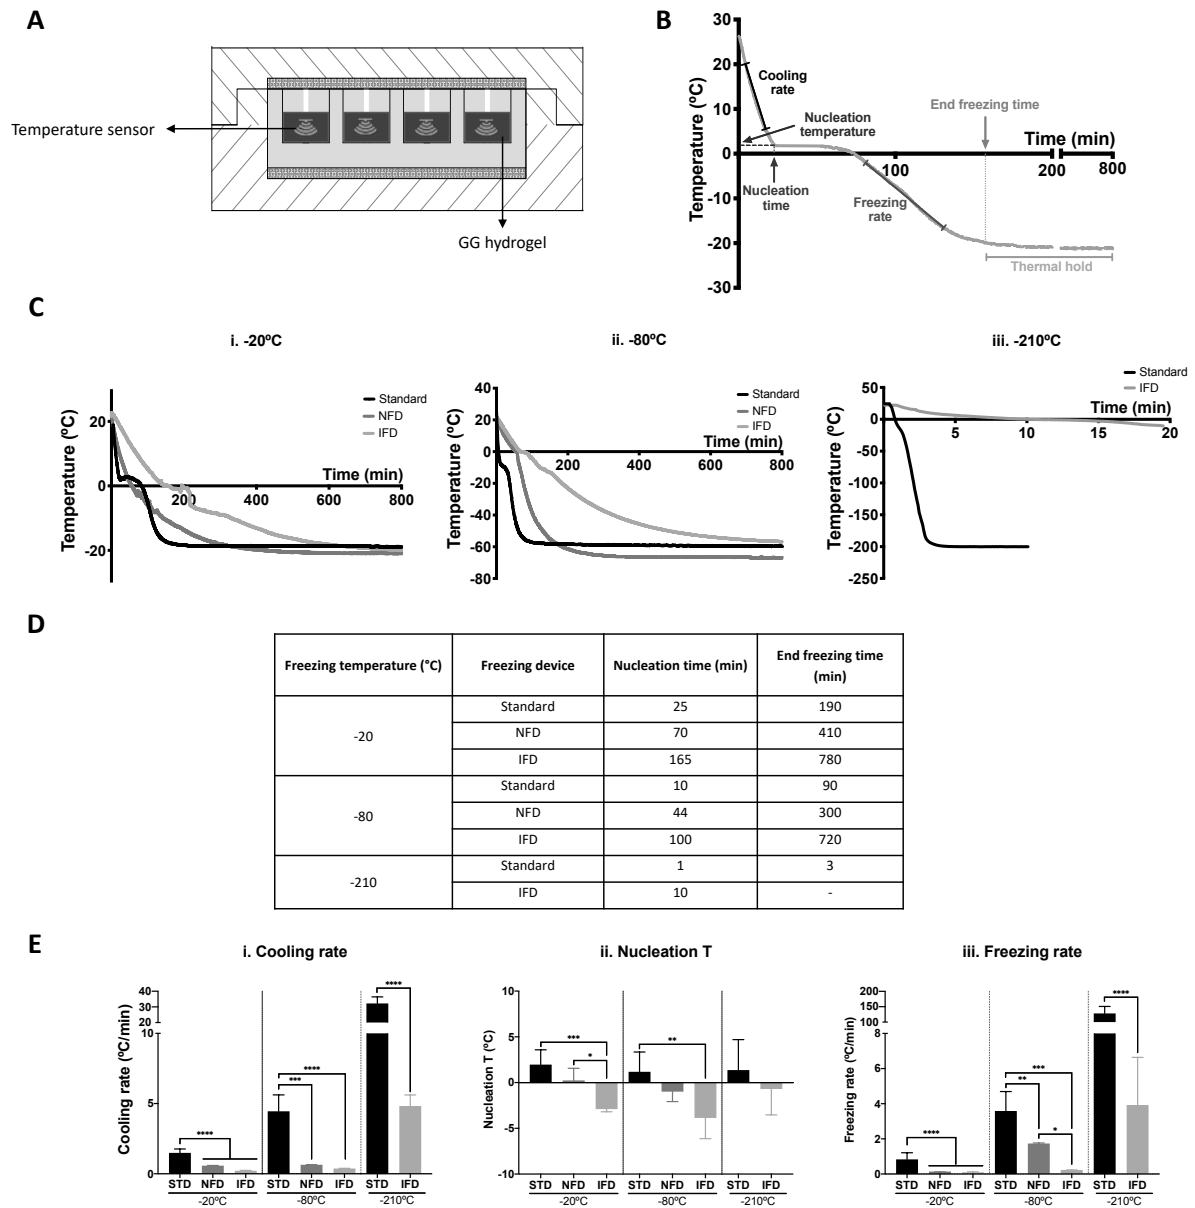 A
Temperature sensor
GG hydrogel
B
Temperature (ºC)
30
20
10
0
-10
-20
-30
Cooling
rate
Nucleation
temperature
Nucleation
time
End freezing time
Time (min)
100
200
800
Freezing
rate
Thermal hold
C
i. -20ºC
Temperature (ºC)
20
0
-20
Standard
NFD
IFD
Time (min)
200
400
600
800
ii. -80ºC
Temperature (ºC)
40
20
0
-20
-40
-60
-80
Standard
NFD
IFD
Time (min)
200
400
600
800
iii. -210ºC
Temperature (ºC)
50
0
-50
-100
-150
-200
-250
Standard
IFD
Time (min)
5
10
15
20
D
Freezing temperature (°C) Freezing device Nucleation time (min) End freezing time (min)
-20 Standard 25 190
NFD 70 410
IFD 165 780
-80 Standard 10 90
NFD 44 300
IFD 100 720
-210 Standard 1 3
IFD 10 -
E
i. Cooling rate
Cooling rate (ºC/min)
40
30
20
10
5
0
****
***
****
****
STD NFD IFD STD NFD IFD STD IFD
-20ºC -80ºC -210ºC
ii. Nucleation T
Nucleation T (ºC)
10
5
0
-5
-10
***
*
**
STD NFD IFD STD NFD IFD STD IFD
-20ºC -80ºC -210ºC
iii. Freezing rate
Freezing rate (ºC/min)
200
150
100
50
8
6
4
2
0
****
**
***
*
****
STD NFD IFD STD NFD IFD STD IFD
-20ºC -80ºC -210ºC